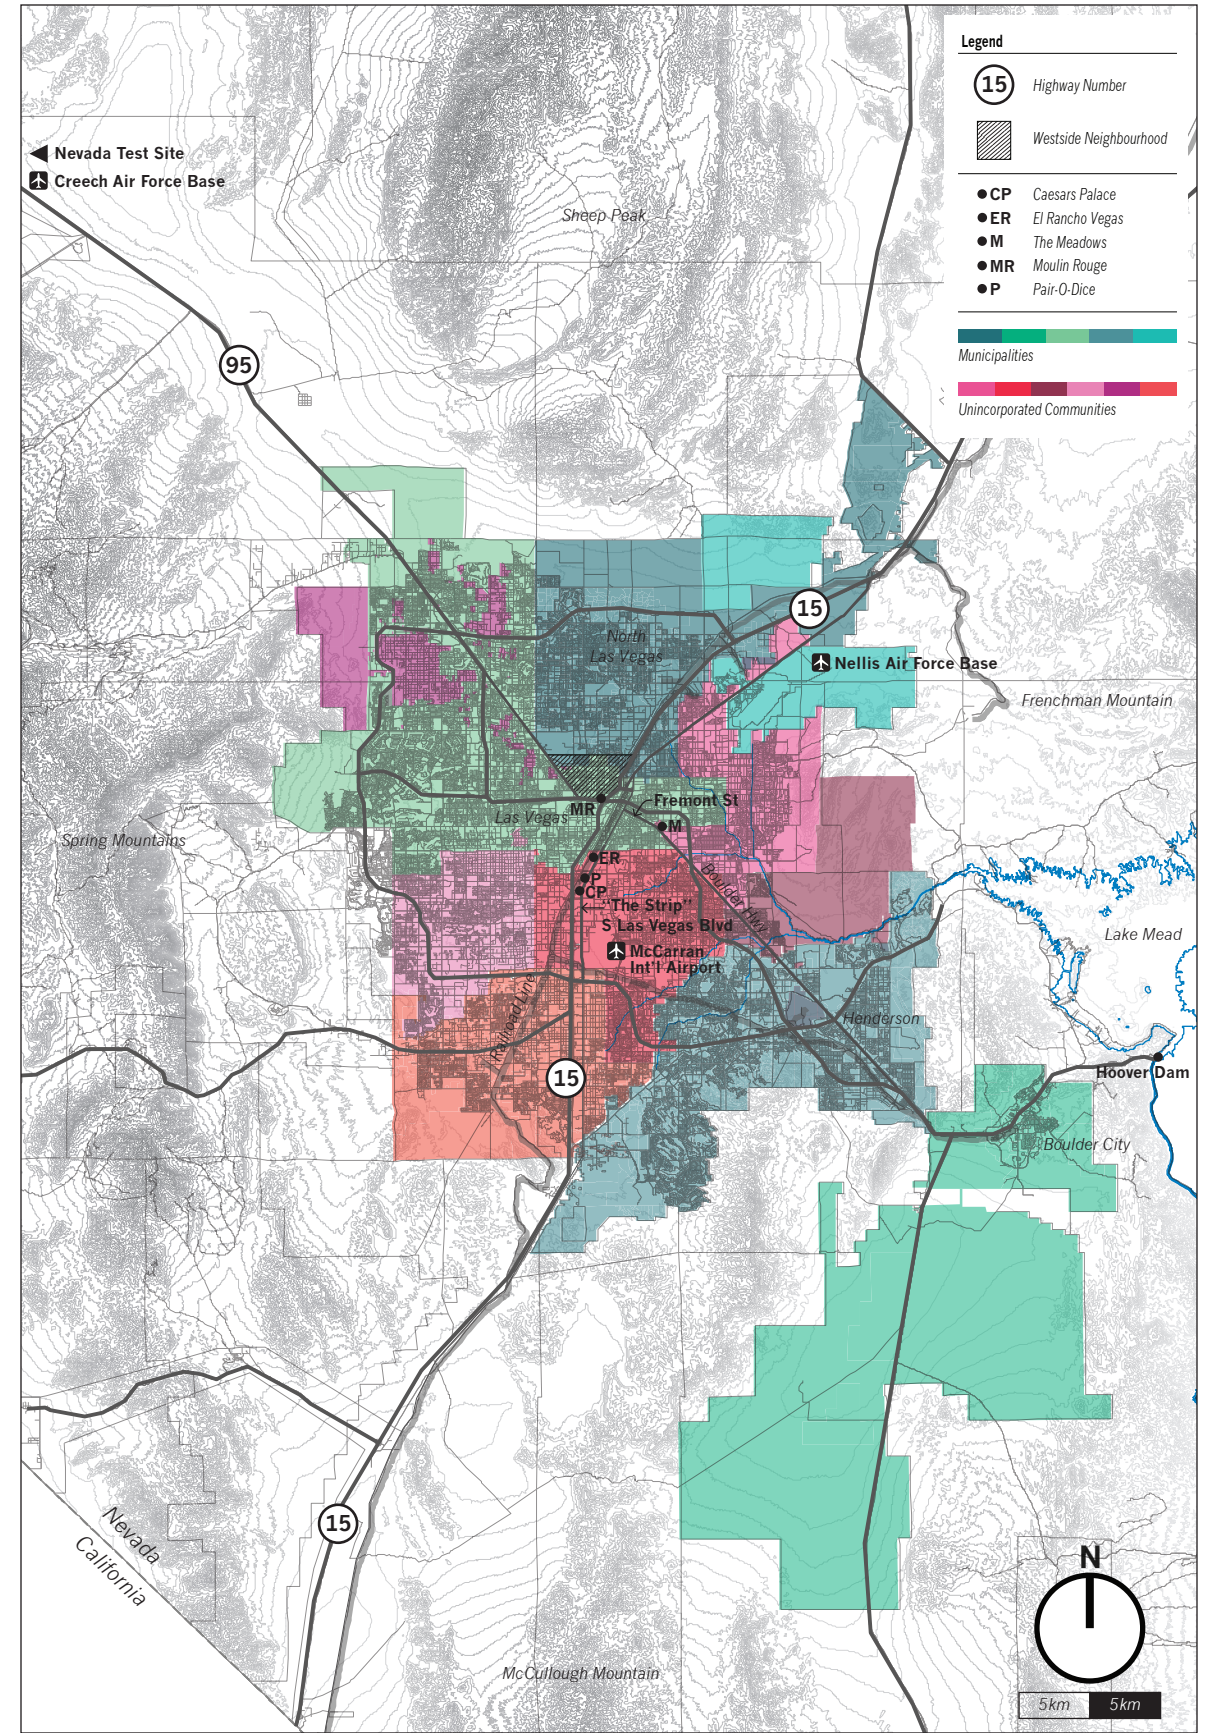 Legend
15 Highway Number
Westside Neighbourhood
CP Caesars Palace
ER El Rancho Vegas
M The Meadows
MR Moulin Rouge
P Pair-O-Dice
Municipalities
Unincorporated Communities
Nevada Test Site
Creech Air Force Base
Sheep Peak
95
15
North
Las Vegas
Nellis Air Force Base
Frenchman Mountain
MR
Fremont St
Las Vegas
M
Spring Mountains
ER
P
CP
"The Strip"
S Las Vegas Blvd
Boulder Hwy
McCarran
Int'l Airport
Lake Mead
Railroad Line
Henderson
15
Hoover Dam
Boulder City
15
Nevada
California
McCullough Mountain
N
5km 5km